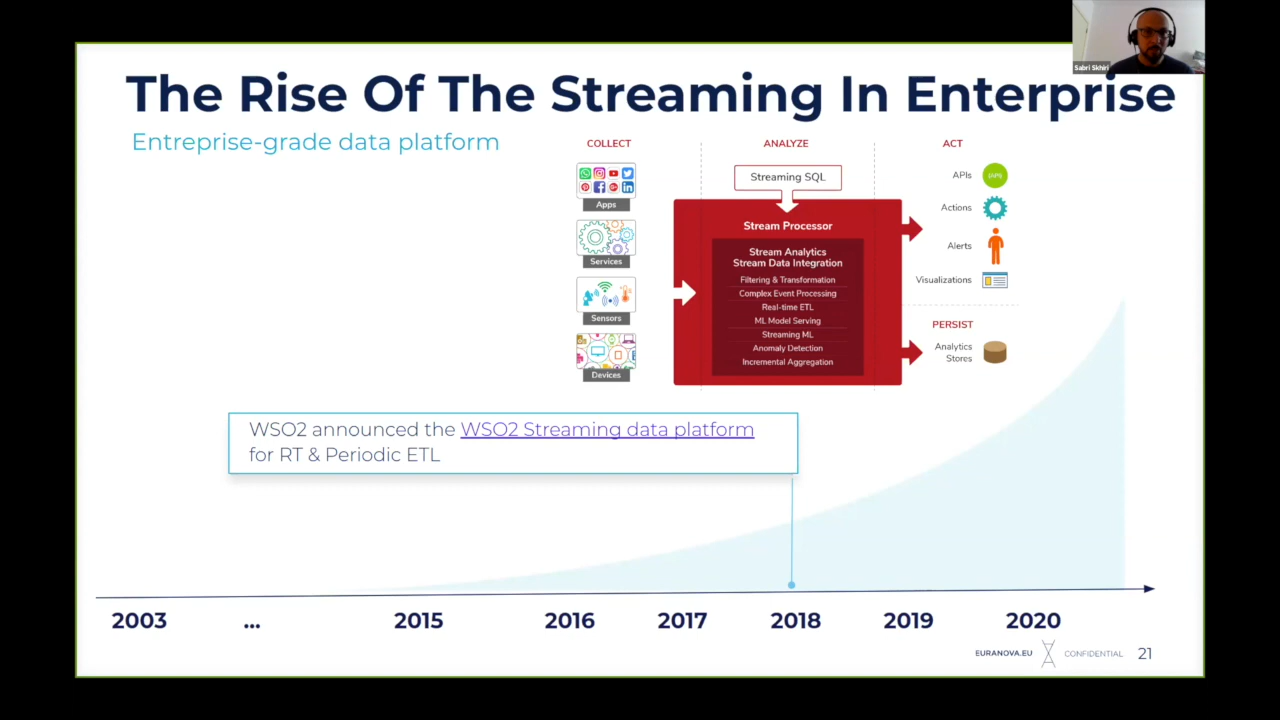 Sabri Skhiri
The Rise Of The Streaming In Enterprise
Entreprise-grade data platform
COLLECT
Apps
Services
Sensors
Devices
ANALYZE
Streaming SQL
Stream Processor
Stream Analytics
Stream Data Integration
Filtering & Transformation
Complex Event Processing
Real-time ETL
ML Model Serving
Streaming ML
Anomaly Detection
Incremental Aggregation
ACT
APIs
Actions
Alerts
Visualizations
PERSIST
Analytics
Stores
WSO2 announced the WSO2 Streaming data platform
for RT & Periodic ETL
2003 ... 2015 2016 2017 2018 2019 2020
EURANOVA.EU CONFIDENTIAL 21